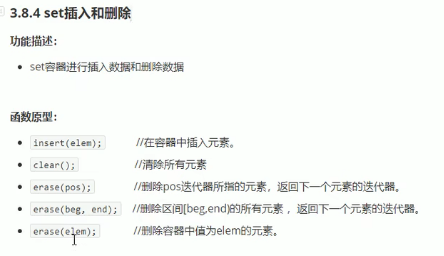 3.8.4 set插入和删除
功能描述：
set容器进行插入数据和删除数据
函数原型：
insert(elem); //在容器中插入元素。
clear(); //清除所有元素
erase(pos); //删除pos迭代器所指的元素，返回下一个元素的迭代器。
erase(beg, end); //删除区间[beg,end)的所有元素 ，返回下一个元素的迭代器。
erase(elem); //删除容器中值为elem的元素。